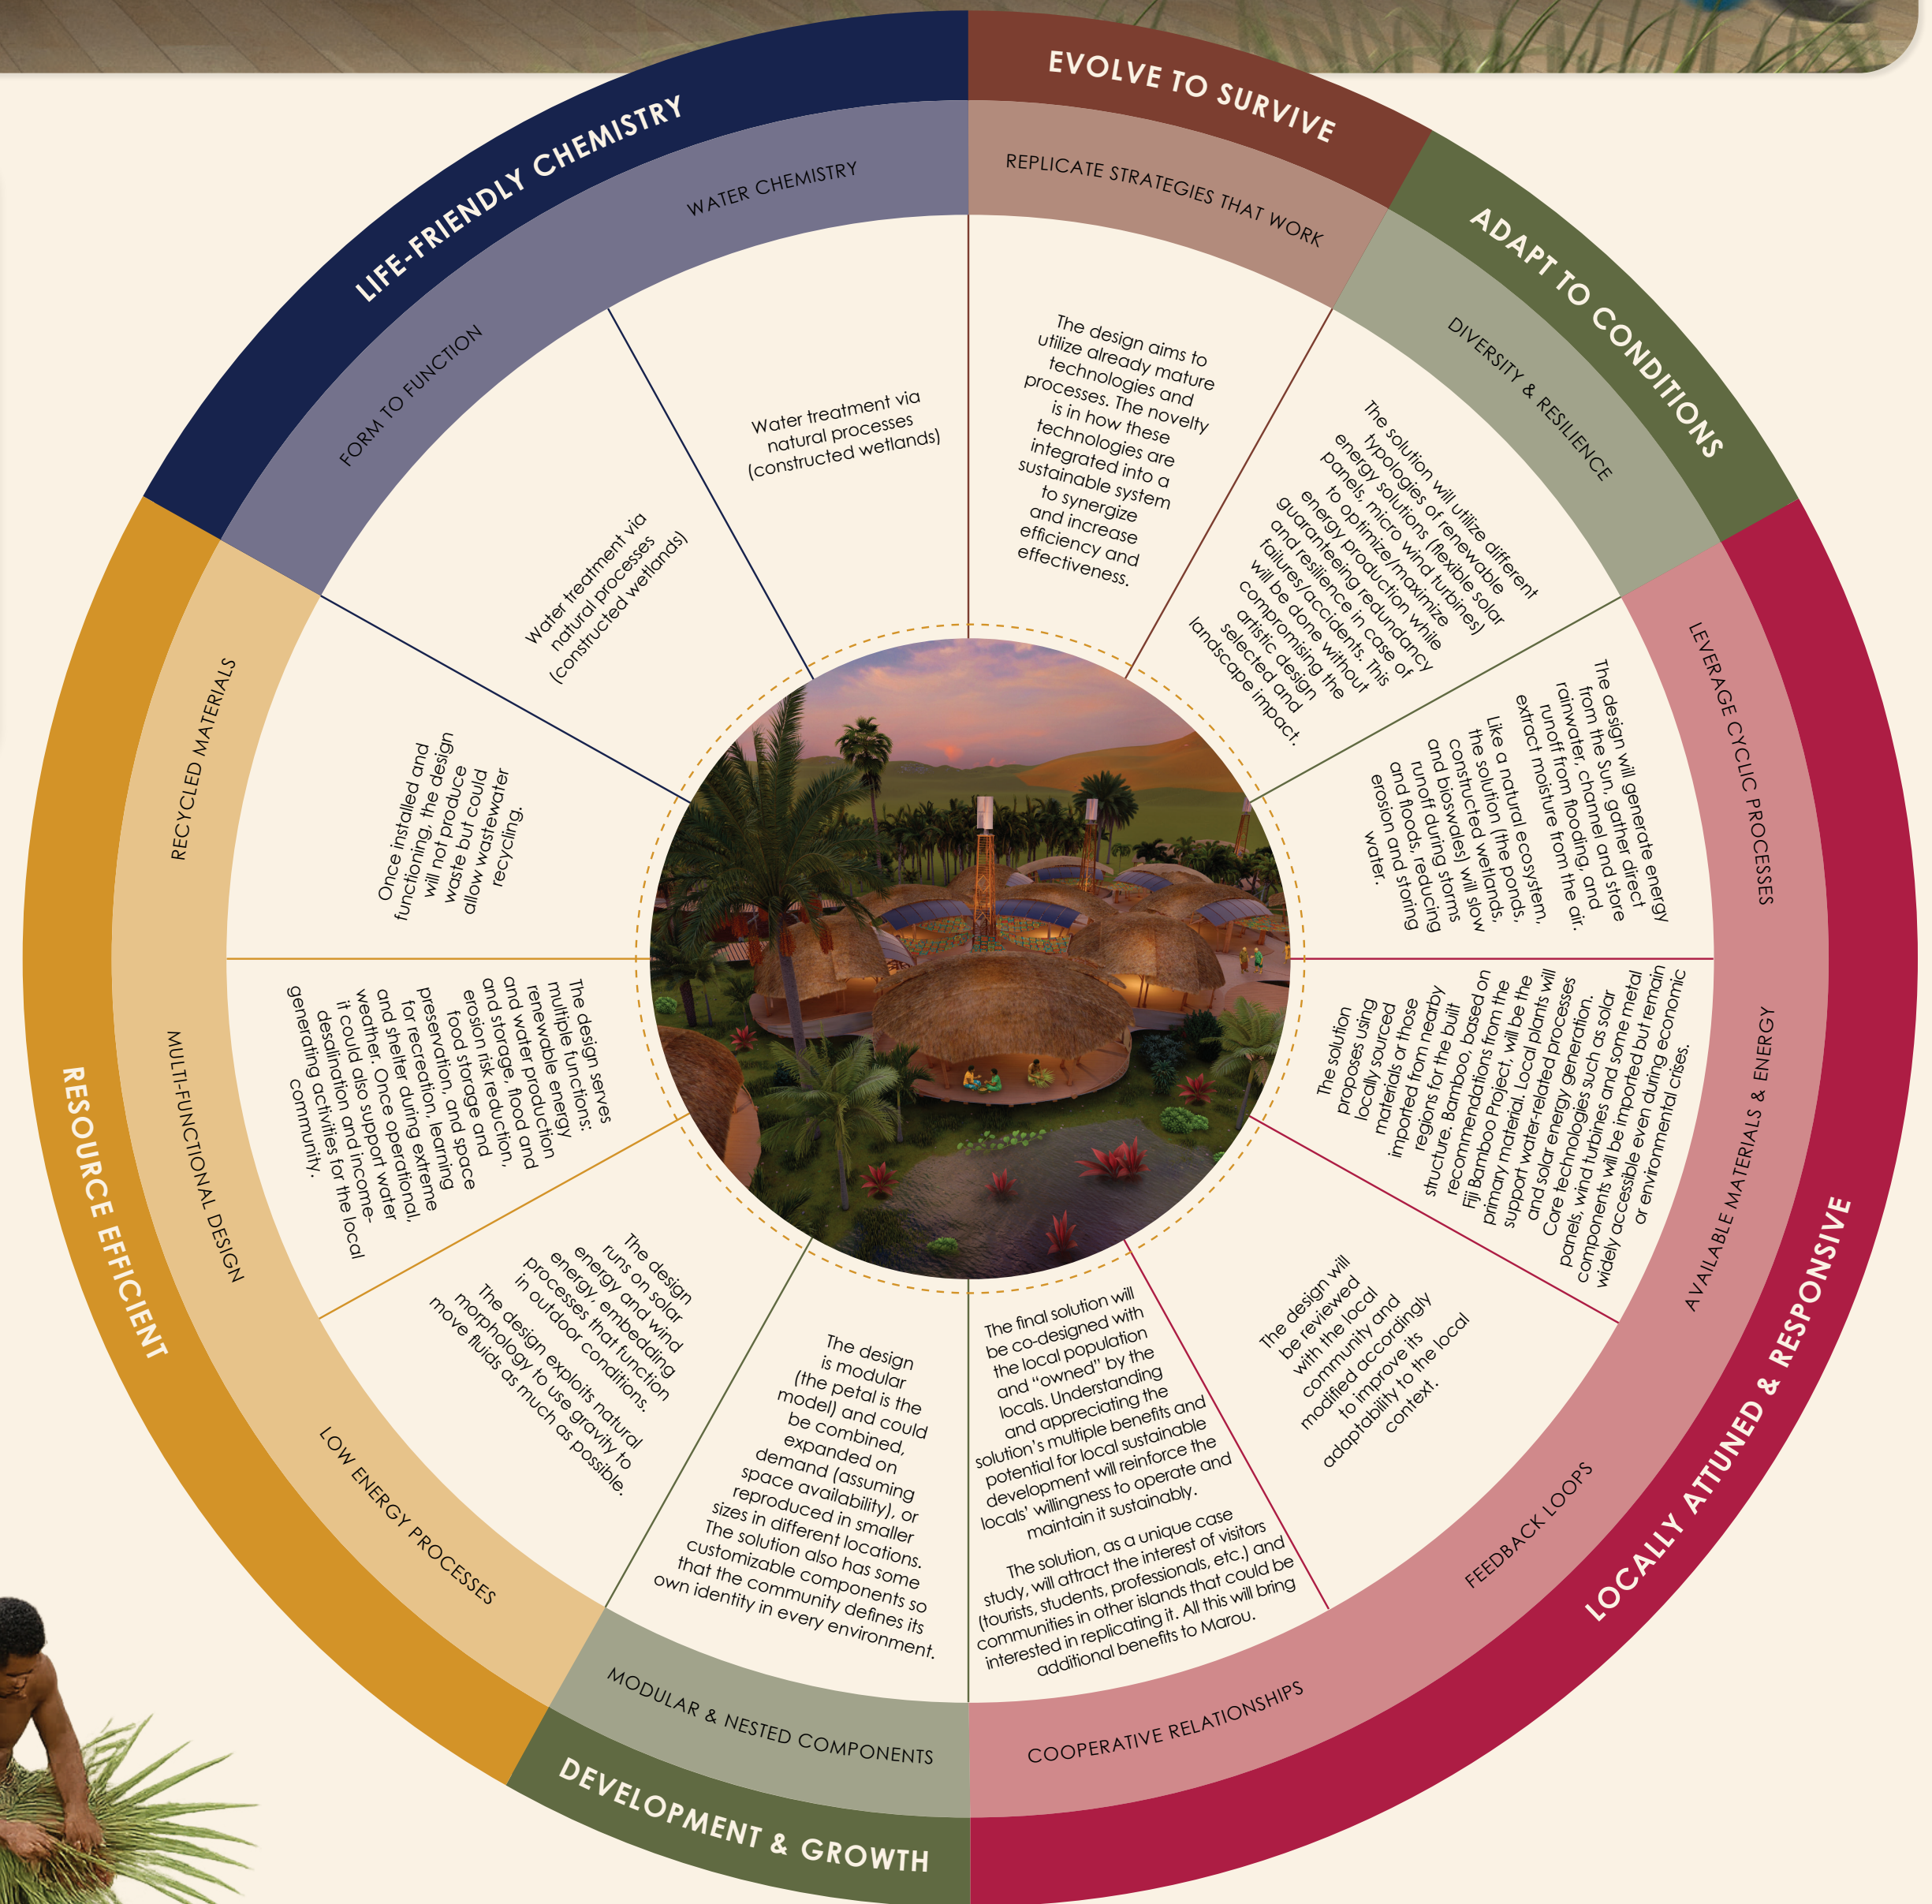 EVOLVE TO SURVIVE
REPLICATE STRATEGIES THAT WORK
The design aims to
utilize already mature
technologies and
processes. The novelty
is in how these
technologies are
integrated into a
sustainable system
to synergize
and increase
efficiency and
effectiveness.
ADAPT TO CONDITIONS
DIVERSITY & RESILIENCE
The solution will utilize different
typologies of renewable
energy solutions (flexible solar
panels, micro wind turbines)
to optimize/maximize
energy production while
guaranteeing redundancy
and resilience in case of
failures/accidents. This
will be done without
compromising the
artistic design
selected and
landscape impact.
LOCALLY ATTUNED & RESPONSIVE
LEVERAGE CYCLIC PROCESSES
The design will generate energy
from the Sun, gather direct
rainwater, channel and store
runoff from flooding, and
extract moisture from the air.
Like a natural ecosystem,
the solution (the ponds,
constructed wetlands,
and bioswales) will slow
runoff during storms
and floods, reducing
erosion and storing
water.
AVAILABLE MATERIALS & ENERGY
The solution
proposes using
locally sourced
materials or those
imported from nearby
regions for the built
structure. Bamboo, based on
recommendations from the
Fiji Bamboo Project, will be the
primary material. Local plants will
support water-related processes
and solar energy generation.
Core technologies such as solar
panels, wind turbines and some metal
components will be imported but remain
widely accessible even during economic
or environmental crises.
FEEDBACK LOOPS
The design will
be reviewed
with the local
community and
modified accordingly
to improve its
adaptability to the local
context.
COOPERATIVE RELATIONSHIPS
The final solution will
be co-designed with
the local population
and “owned” by the
locals. Understanding
and appreciating the
solution’s multiple benefits and
potential for local sustainable
development will reinforce the
locals’ willingness to operate and
maintain it sustainably.
The solution, as a unique case
study, will attract the interest of visitors
(tourists, students, professionals, etc.) and
communities in other islands that could be
interested in replicating it. All this will bring
additional benefits to Marou.
DEVELOPMENT & GROWTH
MODULAR & NESTED COMPONENTS
The design
is modular
(the petal is the
model) and could
be combined,
expanded on
demand (assuming
space availability), or
reproduced in smaller
sizes in different locations.
The solution also has some
customizable components so
that the community defines its
own identity in every environment.
RESOURCE EFFICIENT
LOW ENERGY PROCESSES
The design
runs on solar
energy and wind
energy, embedding
processes that function
in outdoor conditions.
The design exploits natural
morphology to use gravity to
move fluids as much as possible.
MULTI-FUNCTIONAL DESIGN
The design serves
multiple functions:
renewable energy
and water production
and storage, flood and
erosion risk reduction,
food storage and
preservation, and space
for recreation, learning
and shelter during extreme
weather. Once operational,
it could also support water
desalination and income-
generating activities for the local
community.
RECYCLED MATERIALS
Once installed and
functioning, the design
will not produce
waste but could
allow wastewater
recycling.
LIFE-FRIENDLY CHEMISTRY
FORM TO FUNCTION
Water treatment via
natural processes
(constructed wetlands)
WATER CHEMISTRY
Water treatment via
natural processes
(constructed wetlands)